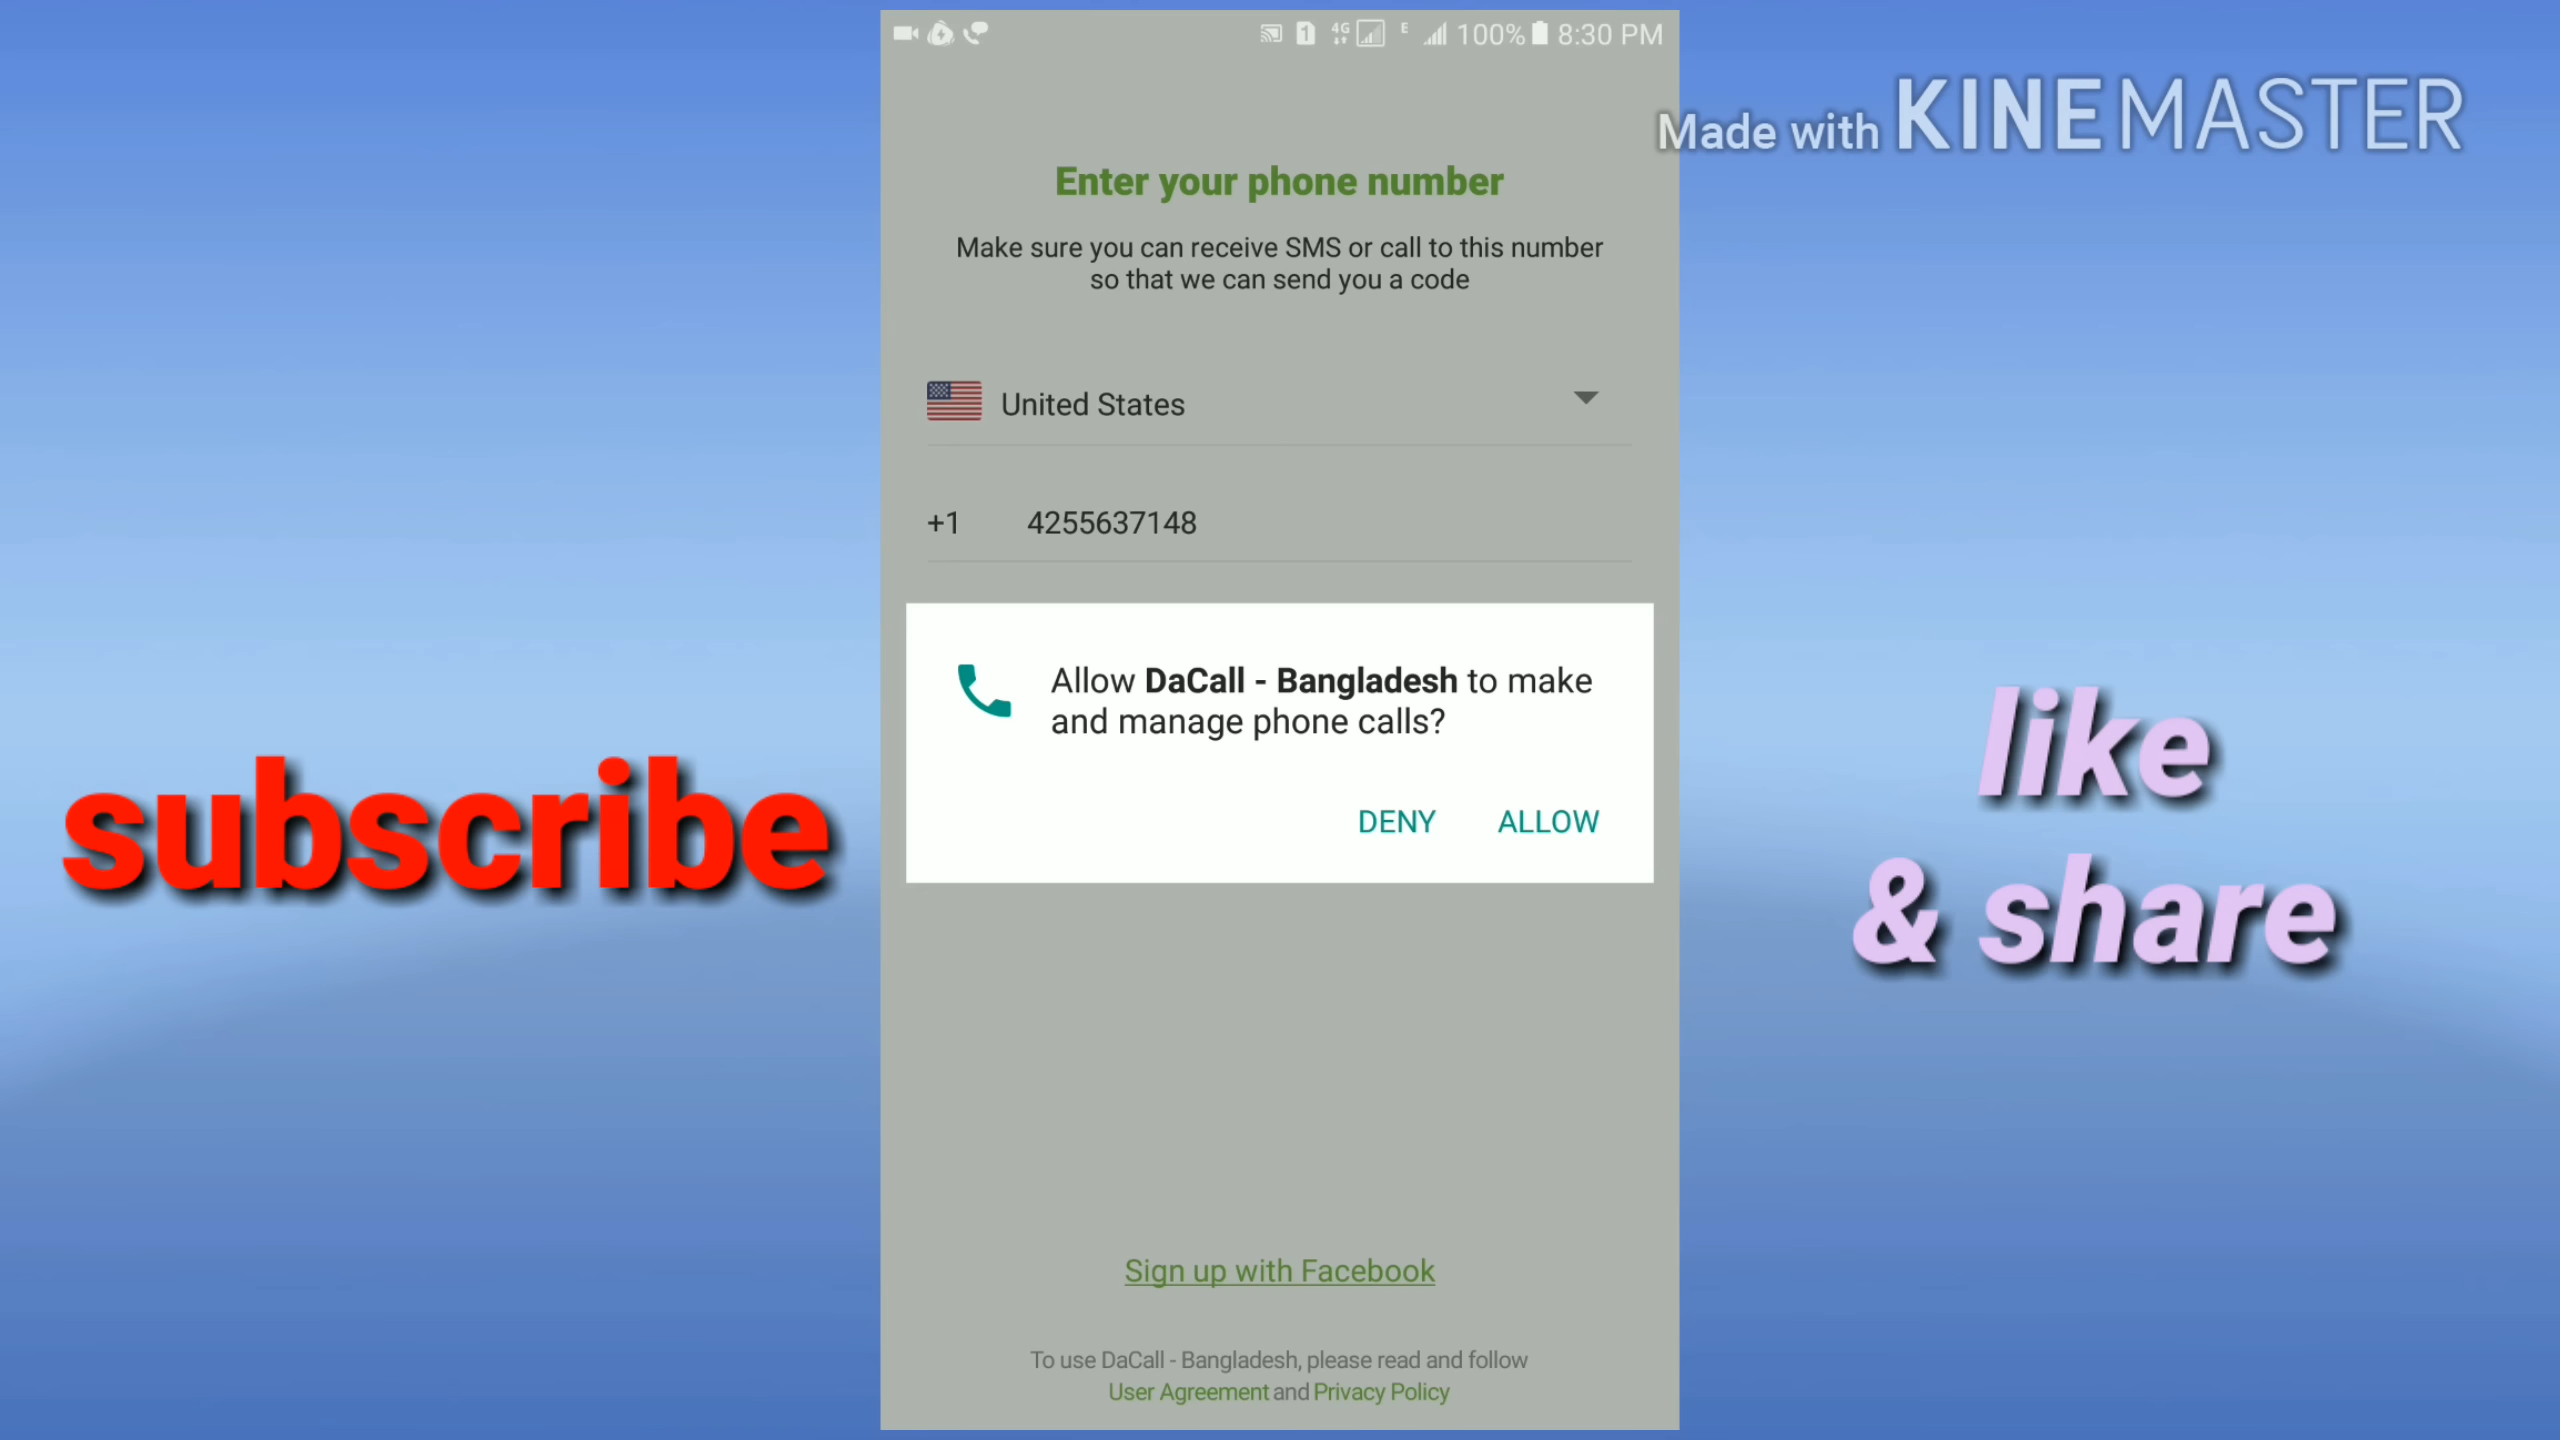 4G E 100% 8:30 PM
Made with KINEMASTER
Enter your phone number
Make sure you can receive SMS or call to this number
so that we can send you a code
United States
+1 4255637148
Allow DaCall - Bangladesh to make
and manage phone calls?
DENY ALLOW
subscribe
like
& share
Sign up with Facebook
To use DaCall - Bangladesh, please read and follow
User Agreement and Privacy Policy